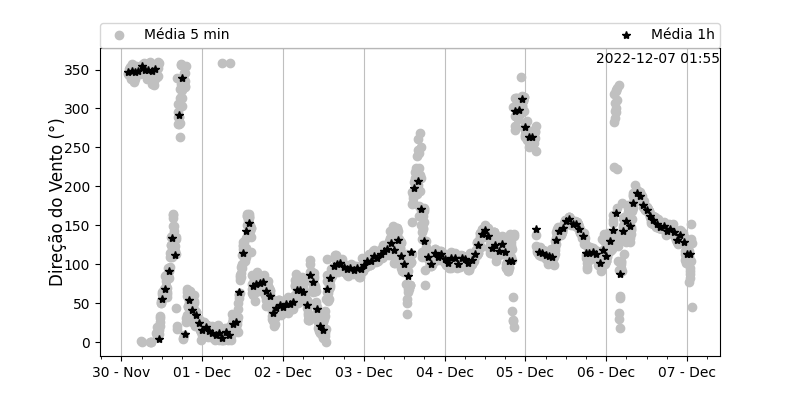 Média 5 min
Média 1h
2022-12-07 01:55
Direção do Vento (°)
350
300
250
200
150
100
50
0
30 - Nov
01 - Dec
02 - Dec
03 - Dec
04 - Dec
05 - Dec
06 - Dec
07 - Dec